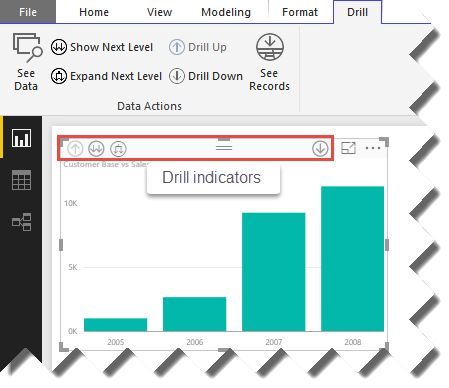 File Home View Modeling Format Drill
See Data
Show Next Level
Expand Next Level
Drill Up
Drill Down
See Records
Data Actions
Customer Base vs Sales
Drill indicators
10K
5K
0K
2005 2006 2007 2008